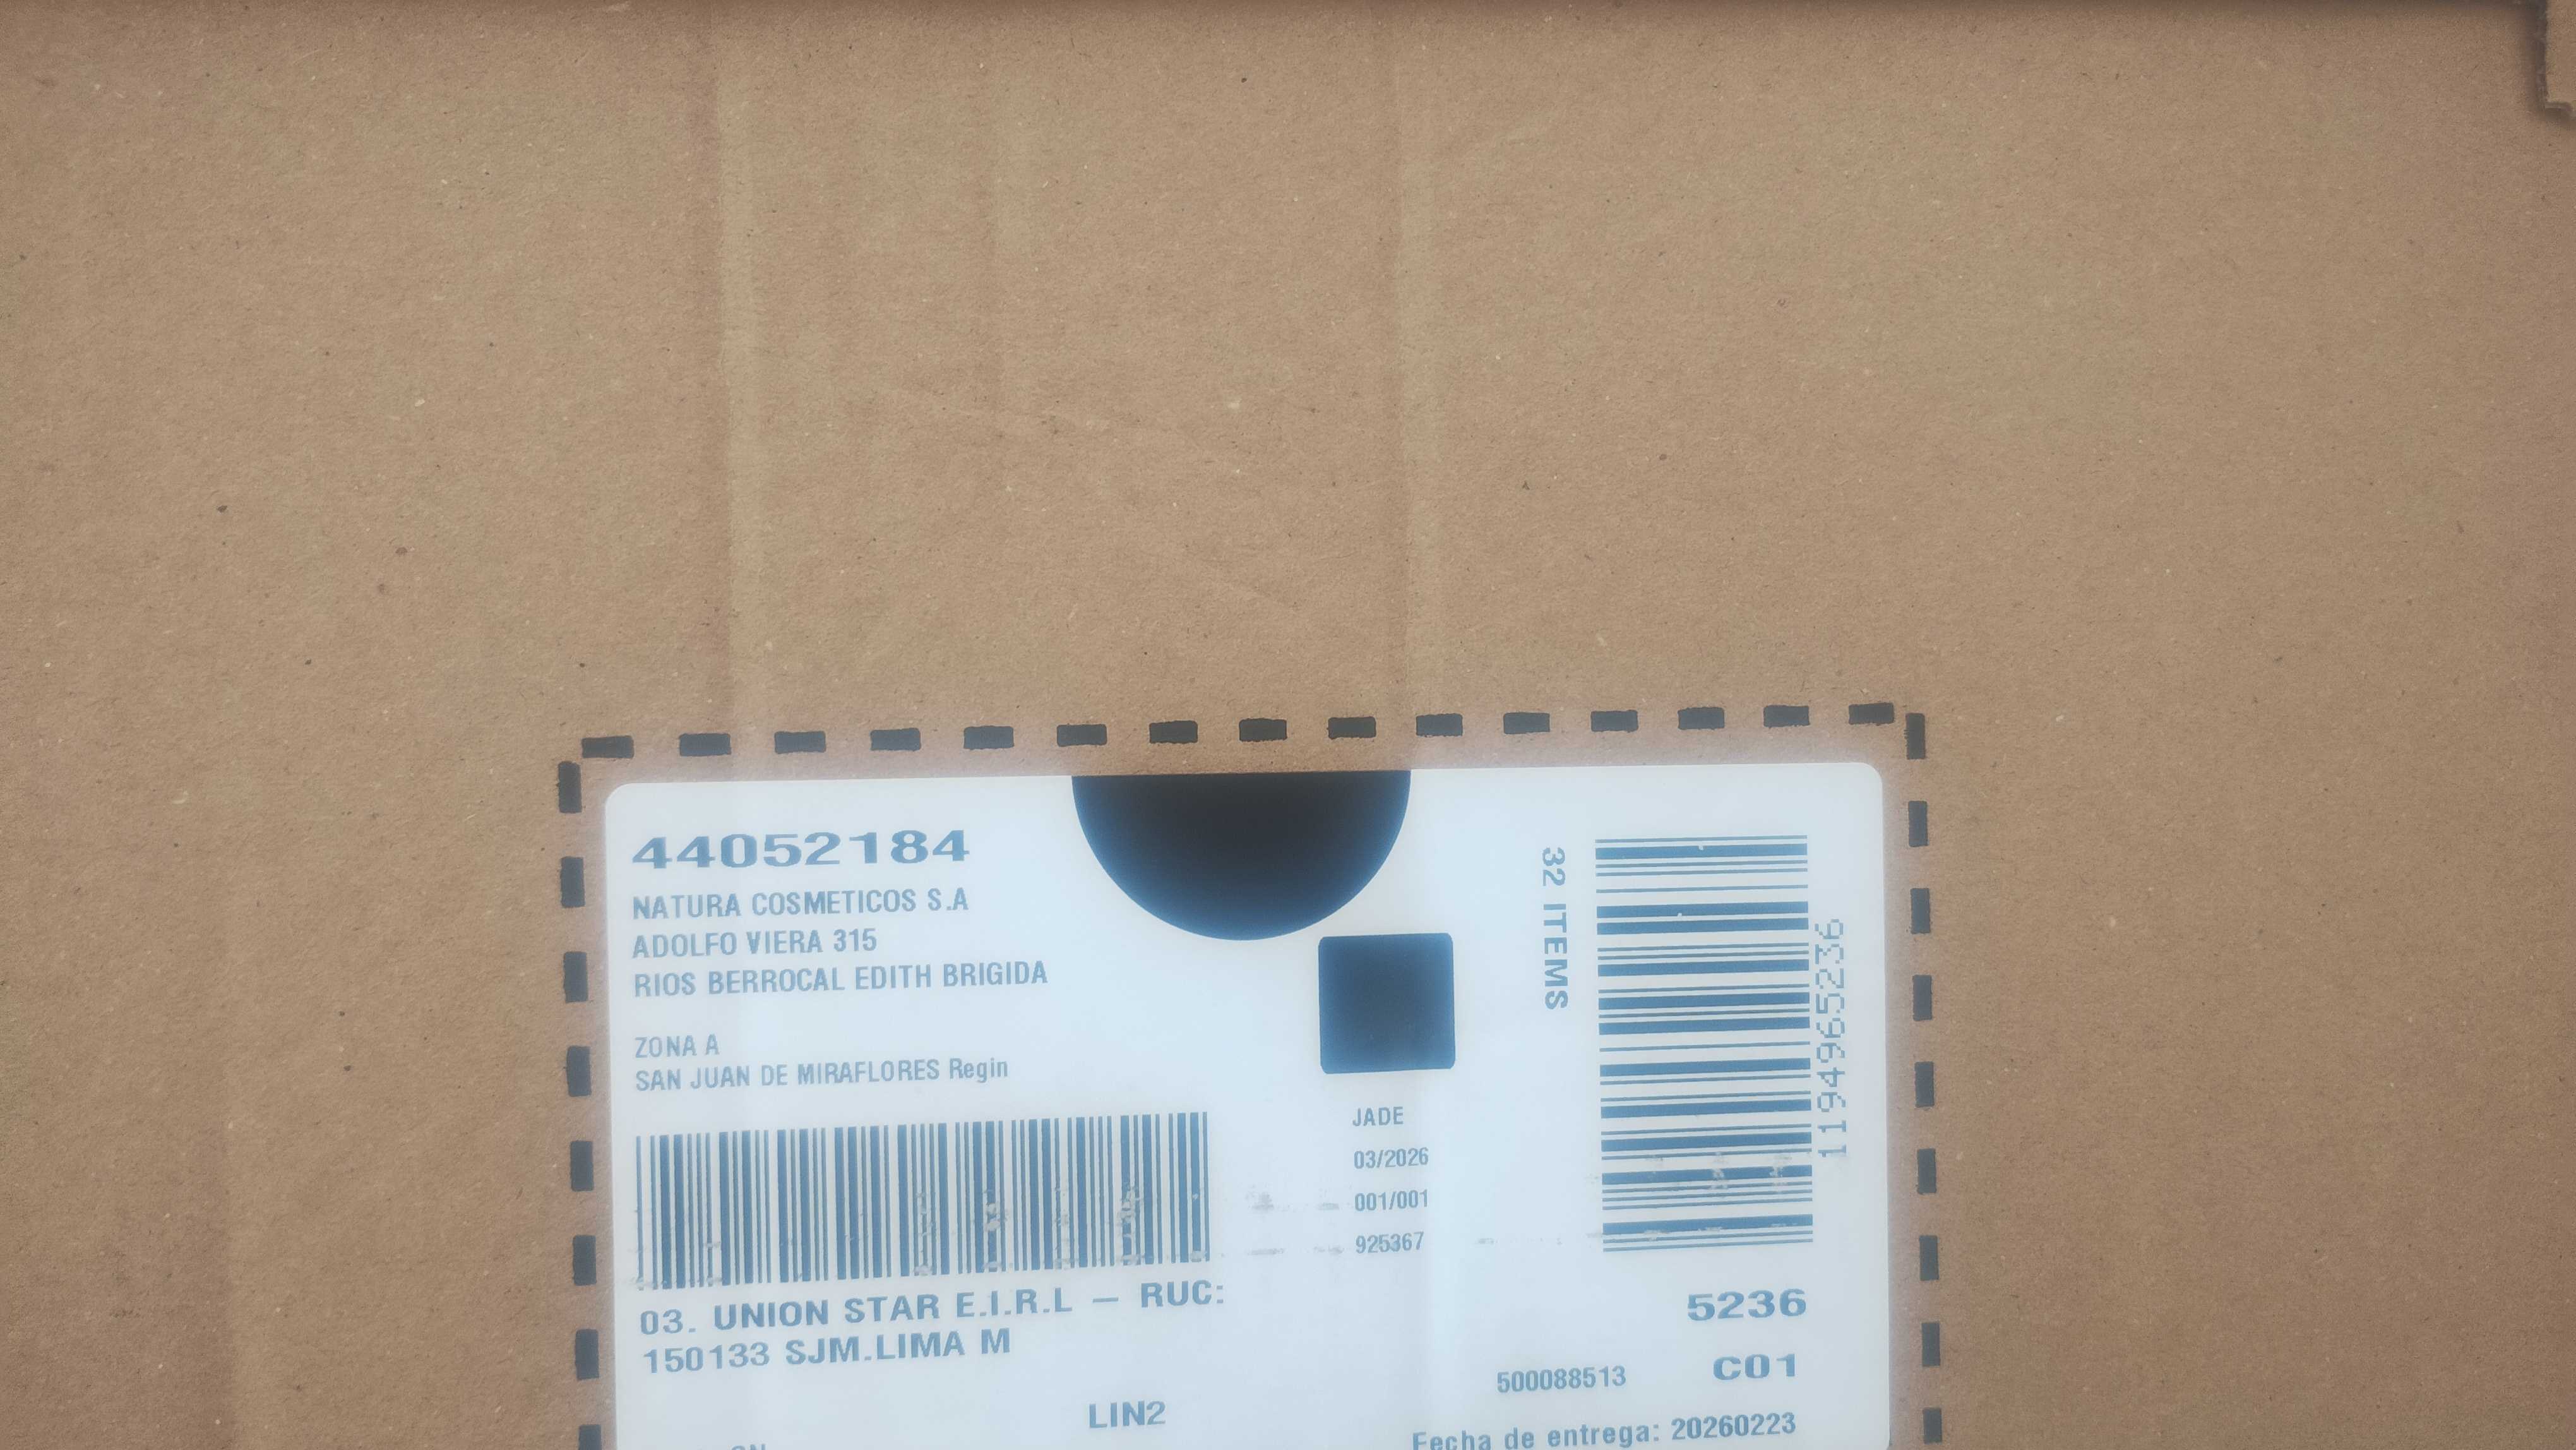 44052184
NATURA COSMETICOS S.A
ADOLFO VIERA 315
RIOS BERROCAL EDITH BRIGIDA
ZONA A
SAN JUAN DE MIRAFLORES Regin
32 ITEMS
1194965236
JADE
03/2026
001/001
925367
03. UNION STAR E.I.R.L – RUC:
150133 SJM.LIMA M
5236
500088513 C01
LIN2
Fecha de entrega: 20260223